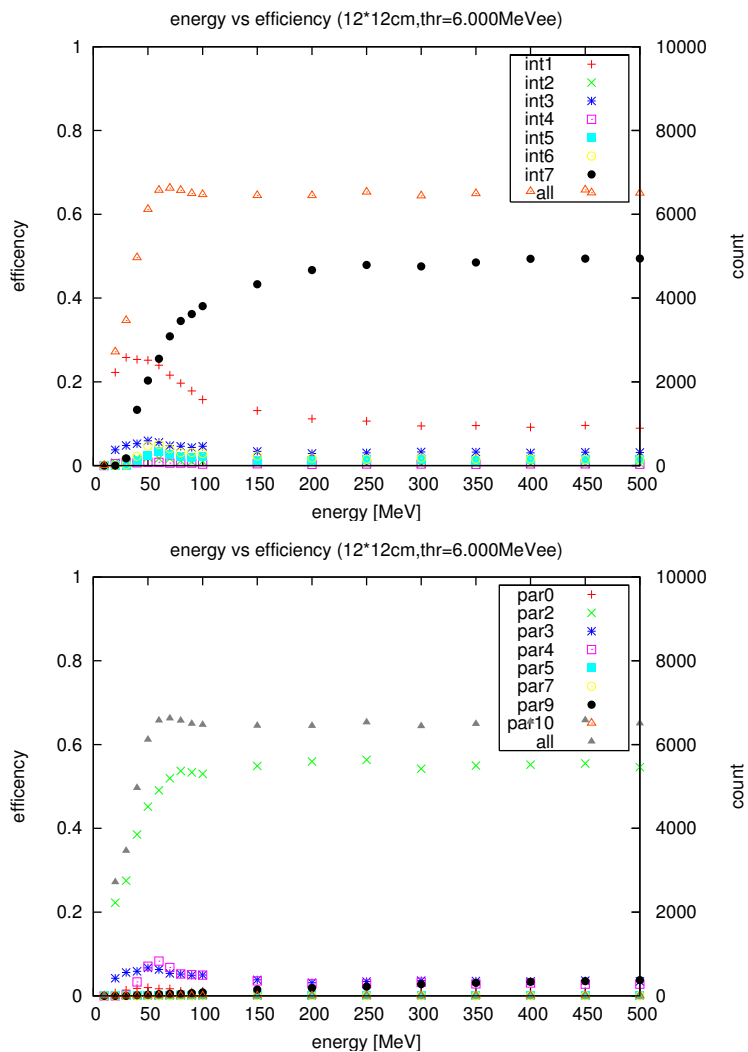 energy vs efficiency (12*12cm,thr=6.000MeVee)
1
0.8
0.6
0.4
0.2
0
10000
8000
6000
4000
2000
0
int1
int2
int3
int4
int5
int6
int7
all
efficency
count
0 50 100 150 200 250 300 350 400 450 500
energy [MeV]
energy vs efficiency (12*12cm,thr=6.000MeVee)
1
0.8
0.6
0.4
0.2
0
10000
8000
6000
4000
2000
0
par0
par2
par3
par4
par5
par7
par9
par10
all
efficency
count
0 50 100 150 200 250 300 350 400 450 500
energy [MeV]